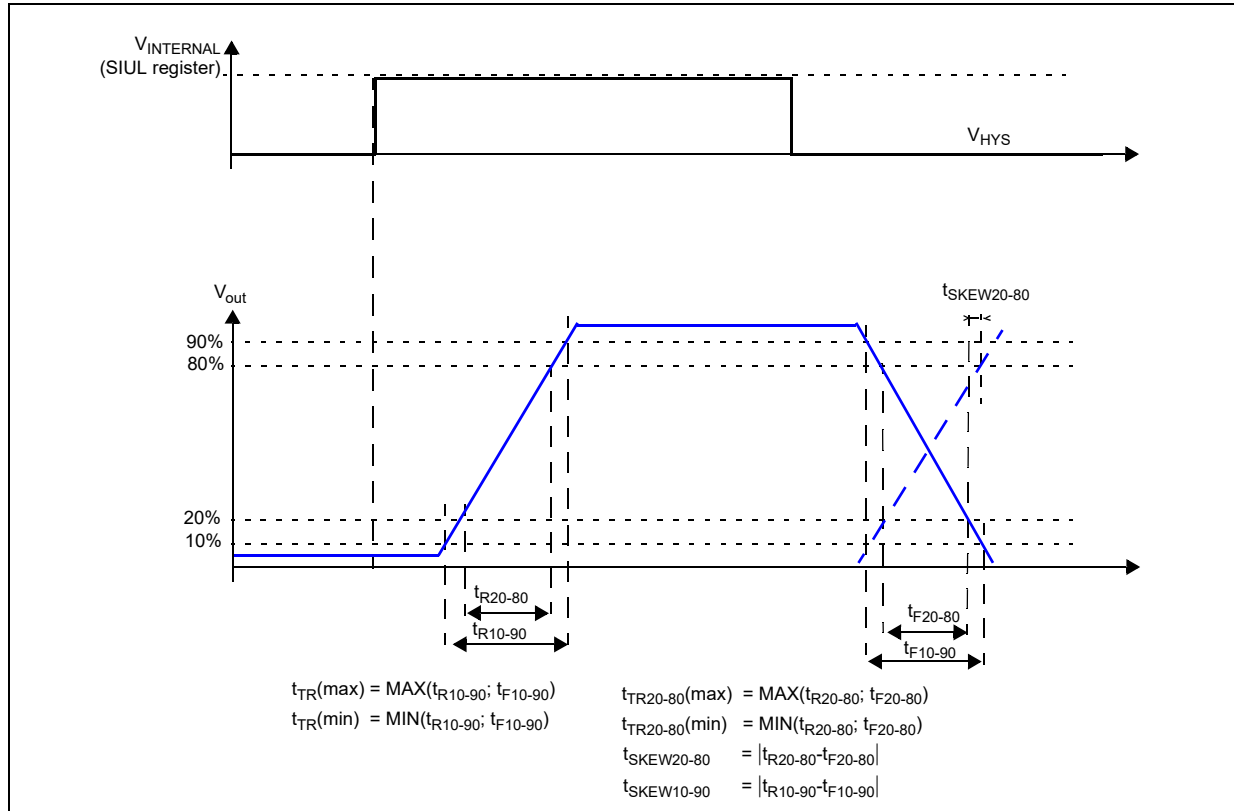 VINTERNAL
(SIUL register)
VHYS
Vout
tSKEW20-80
90%
80%
20%
10%
tR20-80
tR10-90
tF20-80
tF10-90
tTR(max) = MAX(tR10-90; tF10-90)
tTR(min) = MIN(tR10-90; tF10-90)
tTR20-80(max) = MAX(tR20-80; tF20-80)
tTR20-80(min) = MIN(tR20-80; tF20-80)
tSKEW20-80 = |tR20-80-tF20-80|
tSKEW10-90 = |tR10-90-tF10-90|